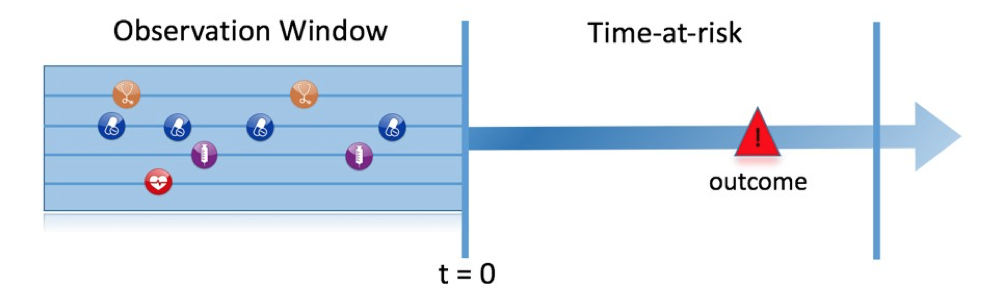 Observation Window
Time-at-risk
!
outcome
t = 0